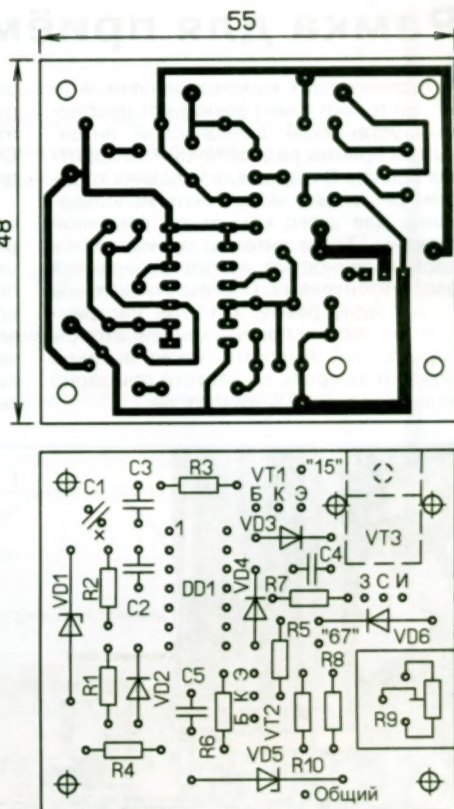 55
48
C1
C3
R3
VT1
"15"
Б К Э
VD3
VT3
1
VD1
R2
C2
DD1
VD4
C4
R7
З С И
R5
"67"
VD6
R1
VD2
C5
R6
Б К Э
VT2
R8
R9
R4
VD5
R10
Общий